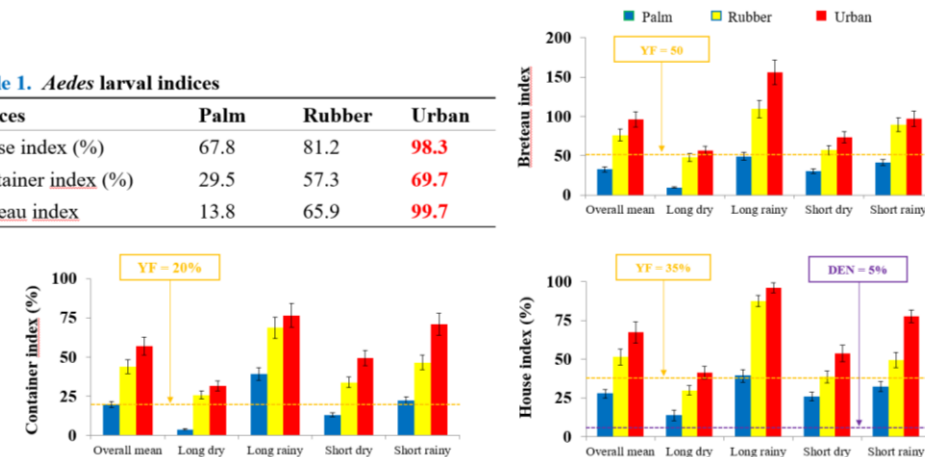 le 1. Aedes larval indices
ces Palm Rubber Urban
se index (%) 67.8 81.2 98.3
tainer index (%) 29.5 57.3 69.7
eau index 13.8 65.9 99.7
Palm Rubber Urban
Breteau index
200
150
100
50
0
YF = 50
Overall mean Long dry Long rainy Short dry Short rainy
Container index (%)
100
75
50
25
0
YF = 20%
Overall mean Long dry Long rainy Short dry Short rainy
House index (%)
100
75
50
25
0
YF = 35%
DEN = 5%
Overall mean Long dry Long rainy Short dry Short rainy